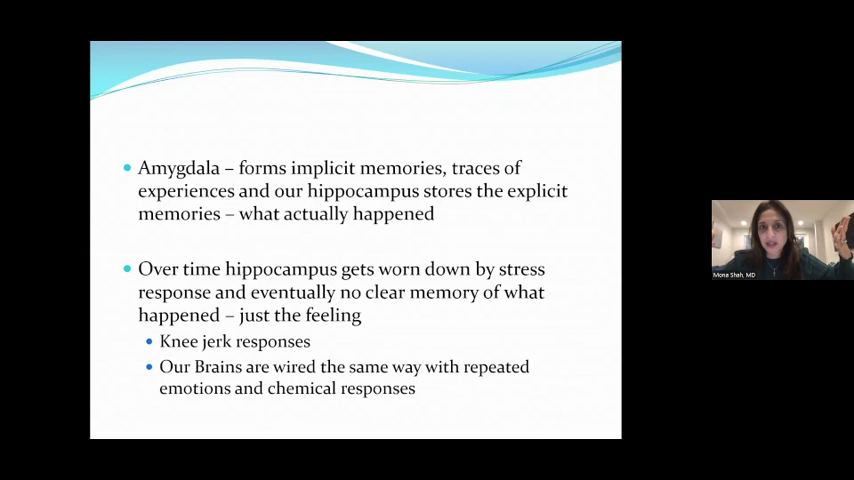 Amygdala – forms implicit memories, traces of
experiences and our hippocampus stores the explicit
memories – what actually happened
Over time hippocampus gets worn down by stress
response and eventually no clear memory of what
happened – just the feeling
Knee jerk responses
Our Brains are wired the same way with repeated
emotions and chemical responses
Mona Shah, MD